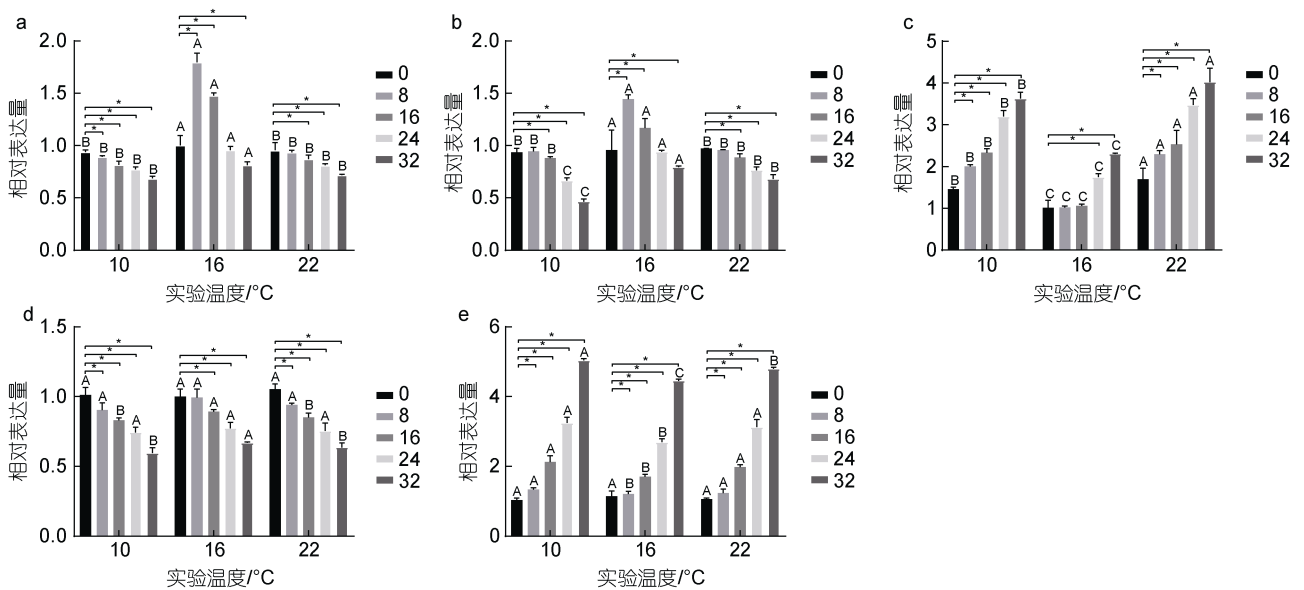 a
2.0
1.5
1.0
0.5
0.0
相对表达量
* * * *
* * *
* * *
B B B B B
A A A A A
A B B B B
10 16 22
实验温度/°C
0
8
16
24
32
b
2.0
1.5
1.0
0.5
0.0
相对表达量
* * *
* * *
* * *
B B B C C
A A A A A
B B B B B
10 16 22
实验温度/°C
0
8
16
24
32
c
5
4
3
2
1
0
相对表达量
* * * *
* *
* * * *
B B B B B
C C C C C
A A A A A
10 16 22
实验温度/°C
0
8
16
24
32
d
1.5
1.0
0.5
0.0
相对表达量
* * * *
* * *
* * * *
A A B A B
A A A A A
A A B A B
10 16 22
实验温度/°C
0
8
16
24
32
e
6
4
2
0
相对表达量
* * * *
* * * *
* * * *
A A A A A
A B B B C
A A A A B
10 16 22
实验温度/°C
0
8
16
24
32